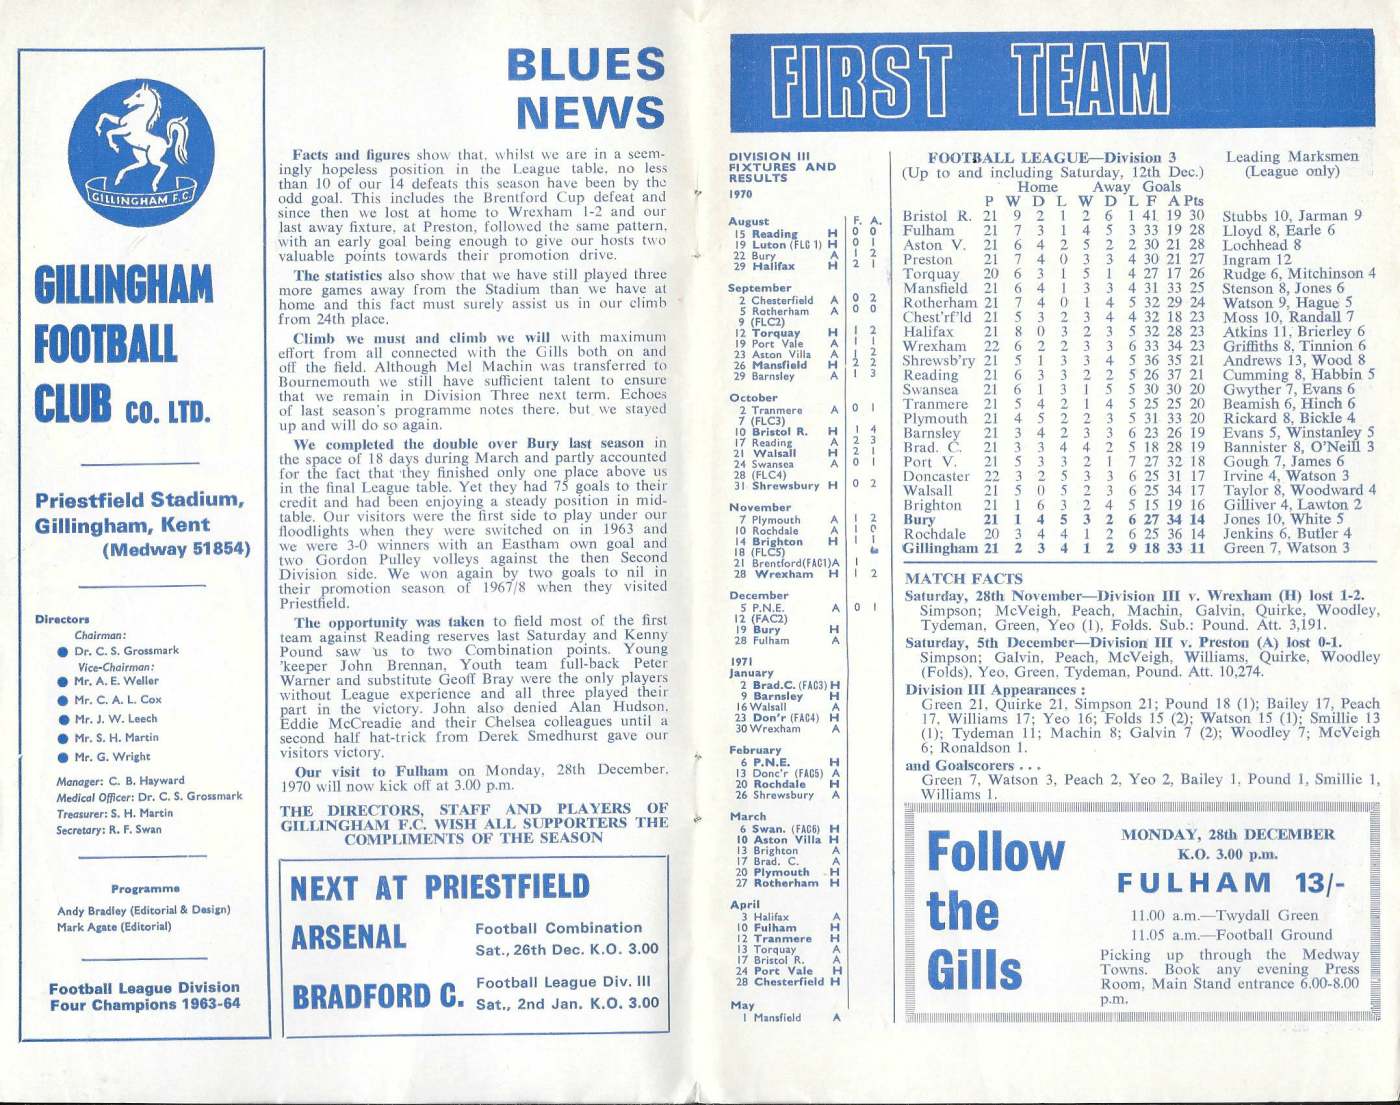 GILLINGHAM F.C.
GILLINGHAM
FOOTBALL
CLUB CO. LTD.
Priestfield Stadium,
Gillingham, Kent
(Medway 51854)
Directors
Chairman:
Dr. C. S. Grossmark
Vice-Chairman:
Mr. A. E. Weller
Mr. C. A. L. Cox
Mr. J. W. Leech
Mr. S. H. Martin
Mr. G. Wright
Manager: C. B. Hayward
Medical Officer: Dr. C. S. Grossmark
Treasurer: S. H. Martin
Secretary: R. F. Swan
Programme
Andy Bradley (Editorial & Design)
Mark Agate (Editorial)
Football League Division
Four Champions 1963-64
BLUES
NEWS
Facts and figures show that, whilst we are in a seem-
ingly hopeless position in the League table, no less
than 10 of our 14 defeats this season have been by the
odd goal. This includes the Brentford Cup defeat and
since then we lost at home to Wrexham 1-2 and our
last away fixture, at Preston, followed the same pattern,
with an early goal being enough to give our hosts two
valuable points towards their promotion drive.
The statistics also show that we have still played three
more games away from the Stadium than we have at
home and this fact must surely assist us in our climb
from 24th place.
Climb we must and climb we will with maximum
effort from all connected with the Gills both on and
off the field. Although Mel Machin was transferred to
Bournemouth we still have sufficient talent to ensure
that we remain in Division Three next term. Echoes
of last season's programme notes there, but we stayed
up and will do so again.
We completed the double over Bury last season in
the space of 18 days during March and partly accounted
for the fact that they finished only one place above us
in the final League table. Yet they had 75 goals to their
credit and had been enjoying a steady position in mid-
table. Our visitors were the first side to play under our
floodlights when they were switched on in 1963 and
we were 3-0 winners with an Eastham own goal and
two Gordon Pulley volleys against the then Second
Division side. We won again by two goals to nil in
their promotion season of 1967/8 when they visited
Priestfield.
The opportunity was taken to field most of the first
team against Reading reserves last Saturday and Kenny
Pound saw us to two Combination points. Young
'keeper John Brennan, Youth team full-back Peter
Warner and substitute Geoff Bray were the only players
without League experience and all three played their
part in the victory. John also denied Alan Hudson,
Eddie McCreadie and their Chelsea colleagues until a
second half hat-trick from Derek Smedhurst gave our
visitors victory.
Our visit to Fulham on Monday, 28th December,
1970 will now kick off at 3.00 p.m.
THE DIRECTORS, STAFF AND PLAYERS OF
GILLINGHAM F.C. WISH ALL SUPPORTERS THE
COMPLIMENTS OF THE SEASON
NEXT AT PRIESTFIELD
ARSENAL
Football Combination
Sat., 26th Dec. K.O. 3.00
BRADFORD C.
Football League Div. III
Sat., 2nd Jan. K.O. 3.00
FIRST TEAM
DIVISION III
FIXTURES AND
RESULTS
1970
August F. A.
15 Reading H 0 0
19 Luton (FLC 1) H 0 1
22 Bury A 1 2
29 Halifax H 2 1
September
2 Chesterfield A 0 2
5 Rotherham A 0 0
9 (FLC2)
12 Torquay H 1 2
19 Port Vale A 1 1
23 Aston Villa A 1 2
26 Mansfield H 2 2
29 Barnsley A 1 3
October
2 Tranmere A 0 1
7 (FLC3)
10 Bristol R. H 1 4
17 Reading A 2 3
21 Walsall H 2 1
24 Swansea A 0 1
28 (FLC4)
31 Shrewsbury H 0 2
November
7 Plymouth A 1 2
10 Rochdale A 1 0
14 Brighton H 1 1
18 (FLC5)
21 Brentford(FAC1)A 1
28 Wrexham H 1 2
December
5 P.N.E. A 0 1
12 (FAC2)
19 Bury H
28 Fulham A
1971
January
2 Brad.C. (FAC3) H
9 Barnsley H
16 Walsall A
23 Don'r (FAC4) H
30 Wrexham A
February
6 P.N.E. H
13 Donc'r (FAC5) A
20 Rochdale H
26 Shrewsbury A
March
6 Swan. (FAC6) H
10 Aston Villa H
13 Brighton A
17 Brad. C. A
20 Plymouth H
27 Rotherham H
April
3 Halifax A
10 Fulham H
12 Tranmere H
13 Torquay A
17 Bristol R. A
24 Port Vale H
28 Chesterfield H
May
1 Mansfield A
FOOTBALL LEAGUE—Division 3 Leading Marksmen
(Up to and including Saturday, 12th Dec.) (League only)
Home Away Goals
P W D L W D L F A Pts
Bristol R. 21 9 2 1 2 6 1 41 19 30 Stubbs 10, Jarman 9
Fulham 21 7 3 1 4 5 3 33 19 28 Lloyd 8, Earle 6
Aston V. 21 6 4 2 5 2 2 30 21 28 Lochhead 8
Preston 21 7 4 0 3 3 4 30 21 27 Ingram 12
Torquay 20 6 3 1 5 1 4 27 17 26 Rudge 6, Mitchinson 4
Mansfield 21 6 4 1 3 3 4 31 33 25 Stenson 8, Jones 6
Rotherham 21 7 4 0 1 4 5 32 29 24 Watson 9, Hague 5
Chest'rf'ld 21 5 3 2 3 4 4 32 18 23 Moss 10, Randall 7
Halifax 21 8 0 3 2 3 5 32 28 23 Atkins 11, Brierley 6
Wrexham 22 6 2 2 3 3 6 33 34 23 Griffiths 8, Tinnion 6
Shrewsb'ry 21 5 1 3 3 4 5 36 35 21 Andrews 13, Wood 8
Reading 21 6 3 3 2 2 5 26 37 21 Cumming 8, Habbin 5
Swansea 21 6 1 3 1 5 5 30 30 20 Gwyther 7, Evans 6
Tranmere 21 5 4 2 1 4 5 25 25 20 Beamish 6, Hinch 6
Plymouth 21 4 5 2 2 3 5 31 33 20 Rickard 8, Bickle 4
Barnsley 21 3 4 2 3 3 6 23 26 19 Evans 5, Winstanley 5
Brad. C. 21 3 3 4 4 2 5 18 28 19 Bannister 8, O'Neill 3
Port V. 21 5 3 3 2 1 7 27 32 18 Gough 7, James 6
Doncaster 22 3 2 5 3 3 6 25 31 17 Irvine 4, Watson 3
Walsall 21 5 0 5 2 3 6 25 34 17 Taylor 8, Woodward 4
Brighton 21 1 6 3 2 4 5 15 19 16 Gilliver 4, Lawton 2
Bury 21 1 4 5 3 2 6 27 34 14 Jones 10, White 5
Rochdale 20 3 4 4 1 2 6 25 36 14 Jenkins 6, Butler 4
Gillingham 21 2 3 4 1 2 9 18 33 11 Green 7, Watson 3
MATCH FACTS
Saturday, 28th November—Division III v. Wrexham (H) lost 1-2.
Simpson; McVeigh, Peach, Machin, Galvin, Quirke, Woodley,
Tydeman, Green, Yeo (1), Folds. Sub.: Pound. Att. 3,191.
Saturday, 5th December—Division III v. Preston (A) lost 0-1.
Simpson; Galvin, Peach, McVeigh, Williams, Quirke, Woodley
(Folds), Yeo, Green, Tydeman, Pound. Att. 10,274.
Division III Appearances :
Green 21, Quirke 21, Simpson 21; Pound 18 (1); Bailey 17, Peach
17, Williams 17; Yeo 16; Folds 15 (2); Watson 15 (1); Smillie 13
(1); Tydeman 11; Machin 8; Galvin 7 (2); Woodley 7; McVeigh
6; Ronaldson 1.
and Goalscorers . . .
Green 7, Watson 3, Peach 2, Yeo 2, Bailey 1, Pound 1, Smillie 1,
Williams 1.
Follow
the
Gills
MONDAY, 28th DECEMBER
K.O. 3.00 p.m.
FULHAM 13/-
11.00 a.m.—Twydall Green
11.05 a.m.—Football Ground
Picking up through the Medway
Towns. Book any evening Press
Room, Main Stand entrance 6.00-8.00
p.m.